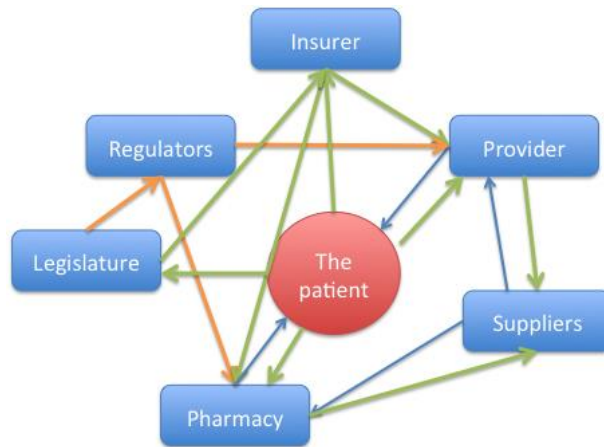 Insurer
Regulators
Provider
Legislature
The
patient
Suppliers
Pharmacy